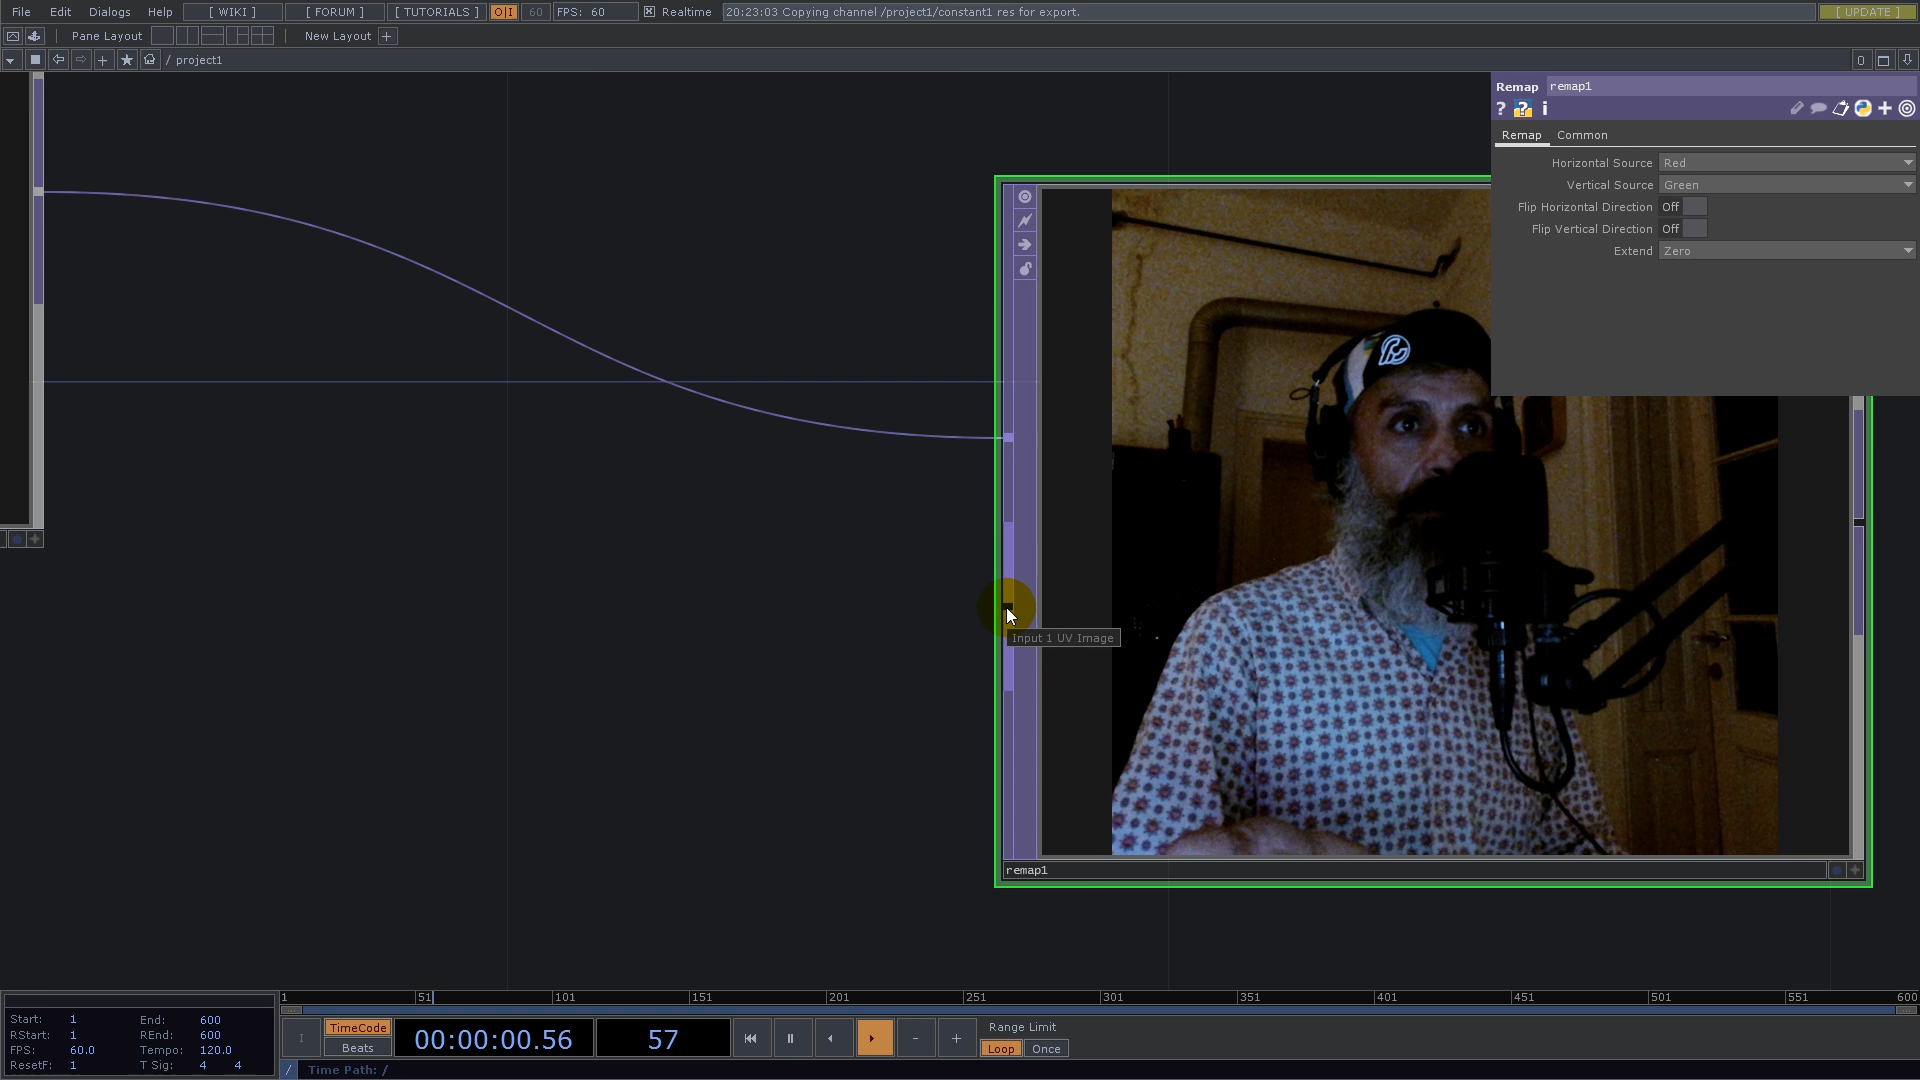 File Edit Dialogs Help [ WIKI ] [ FORUM ] [ TUTORIALS ] O|I 60 FPS: 60 Realtime 20:23:03 Copying channel /project1/constant1 res for export. [ UPDATE ]
Pane Layout New Layout +
/ project1 0
Remap remap1
? ? i
Remap Common
Horizontal Source Red
Vertical Source Green
Flip Horizontal Direction Off
Flip Vertical Direction Off
Extend Zero
Input 1 UV Image
remap1
1 51 101 151 201 251 301 351 401 451 501 551 600
Start: 1 End: 600
RStart: 1 REnd: 600
FPS: 60.0 Tempo: 120.0
ResetF: 1 T Sig: 4 4
I TimeCode
Beats
00:00:00.56 57 - +
Range Limit
Loop Once
/ Time Path: /